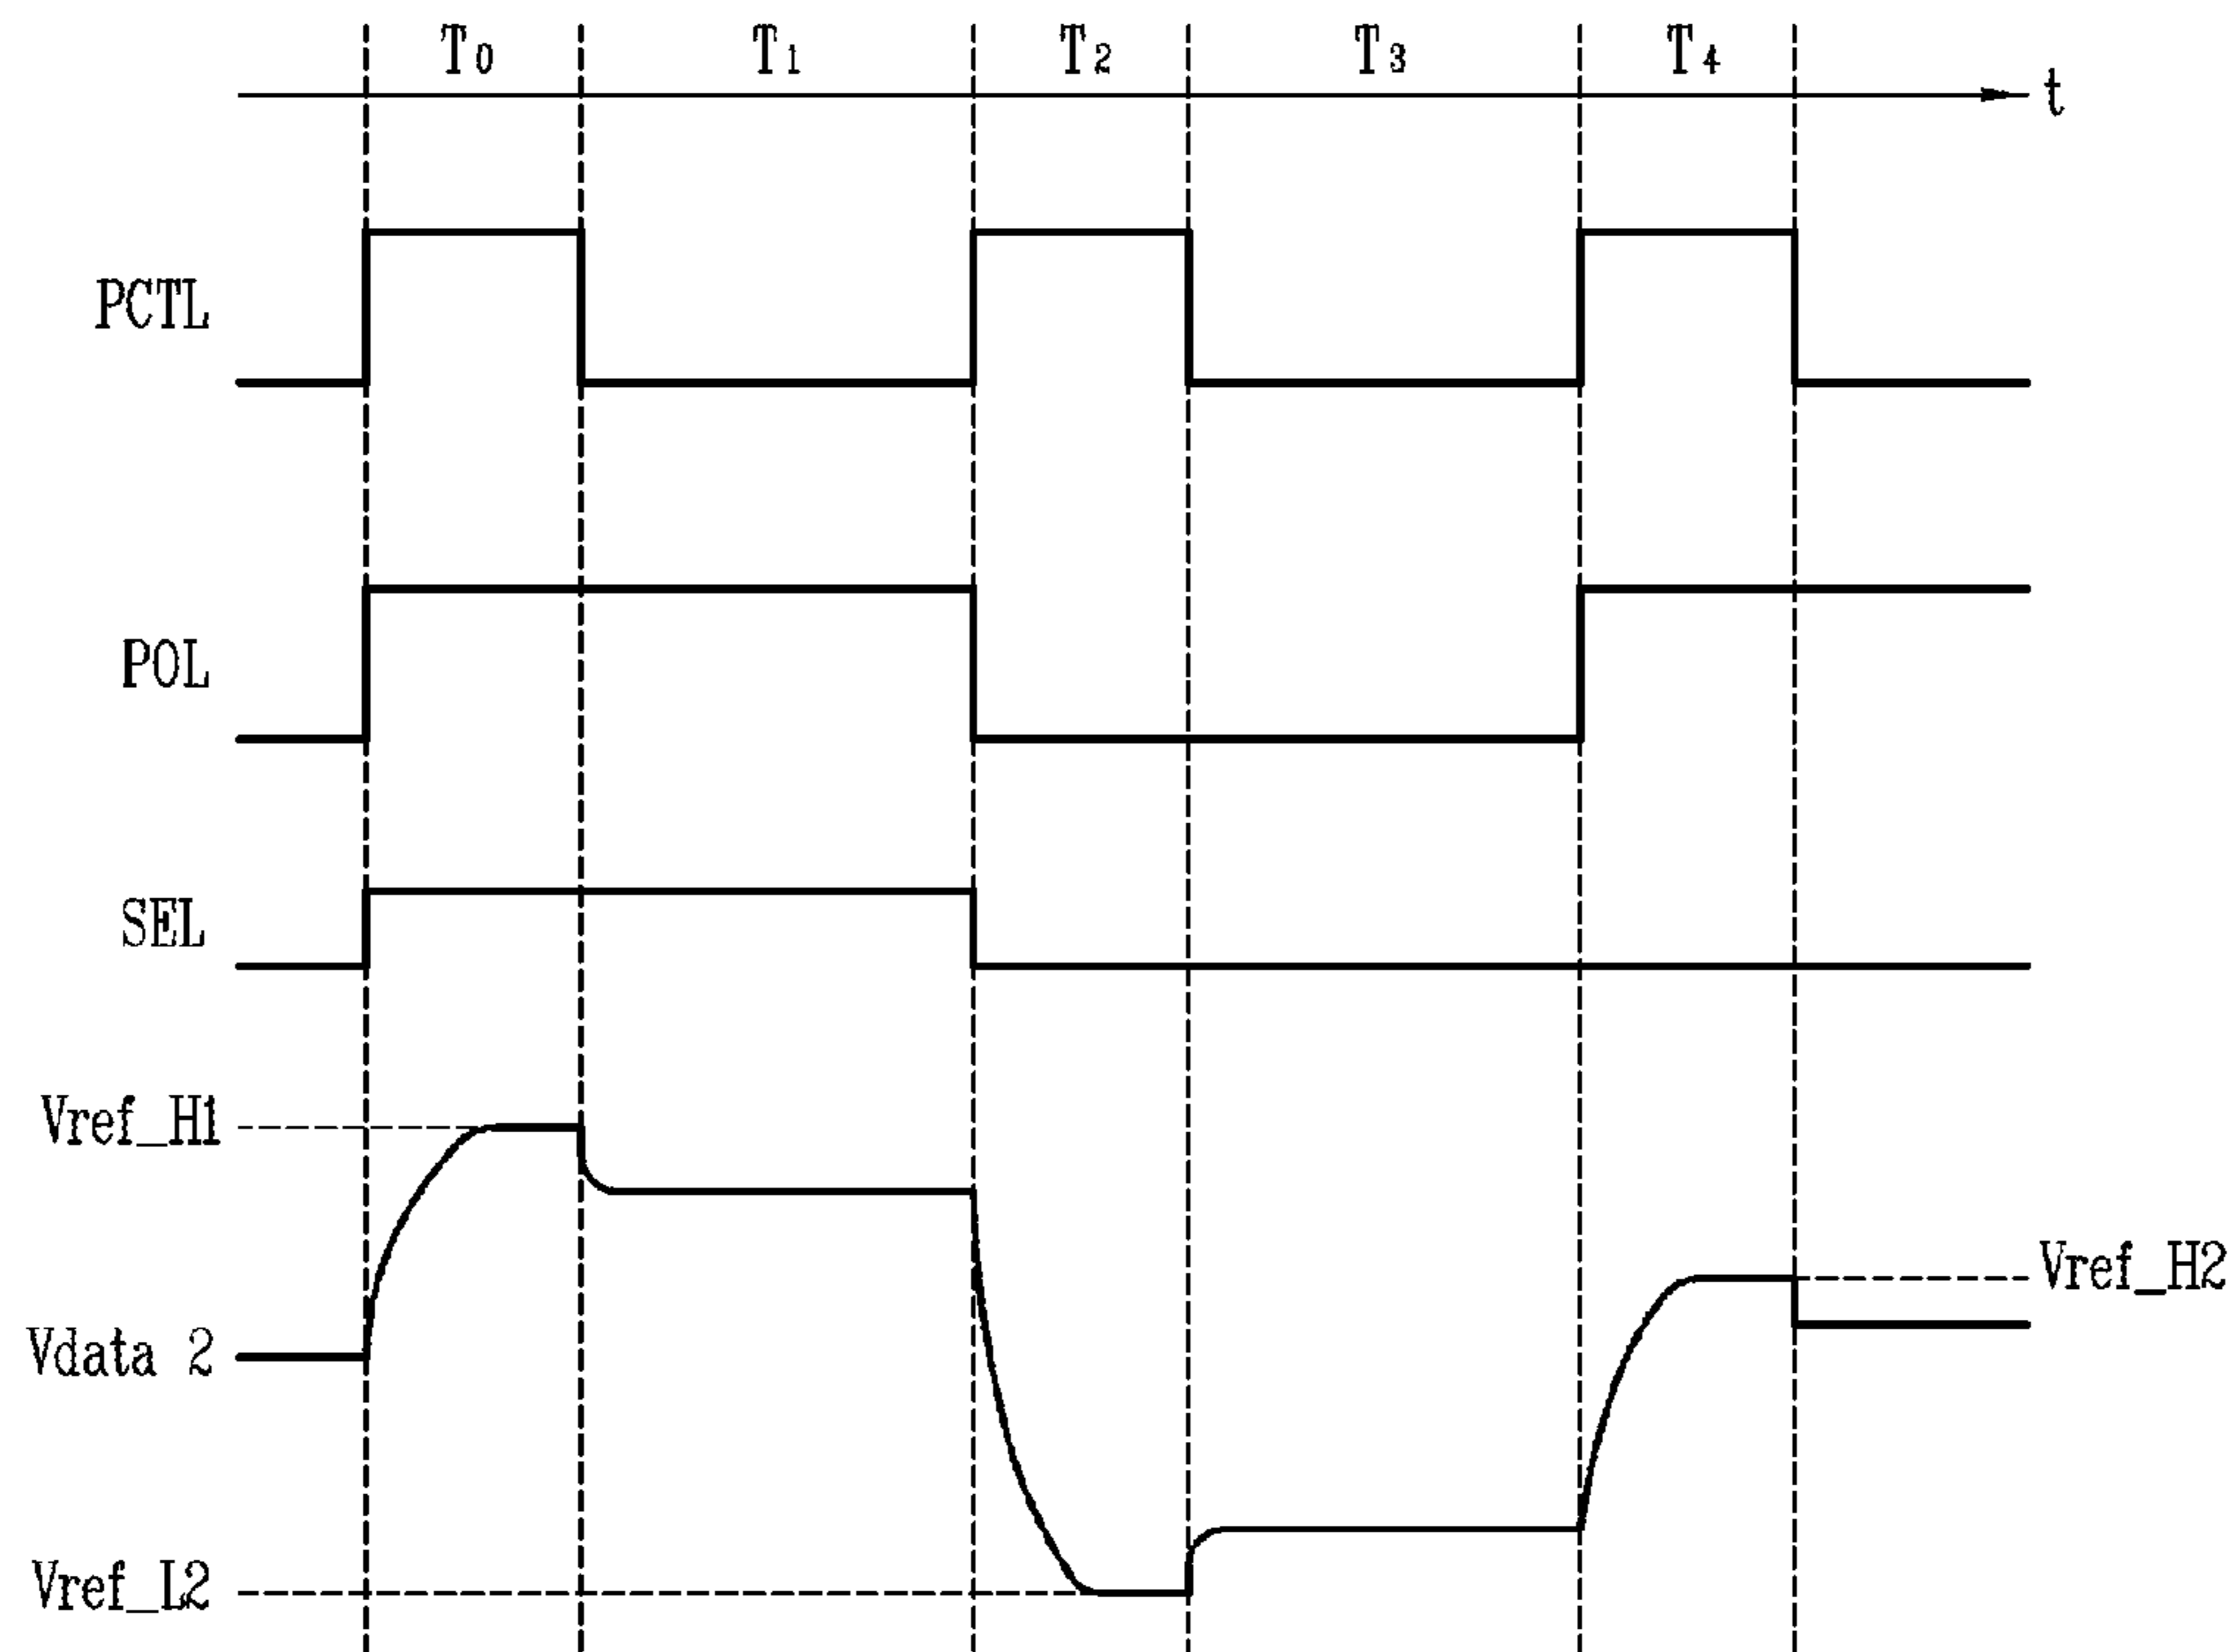 T0 T1 T2 T3 T4
t
PCTL
POL
SEL
Vref_H1
Vref_H2
Vdata 2
Vref_L2